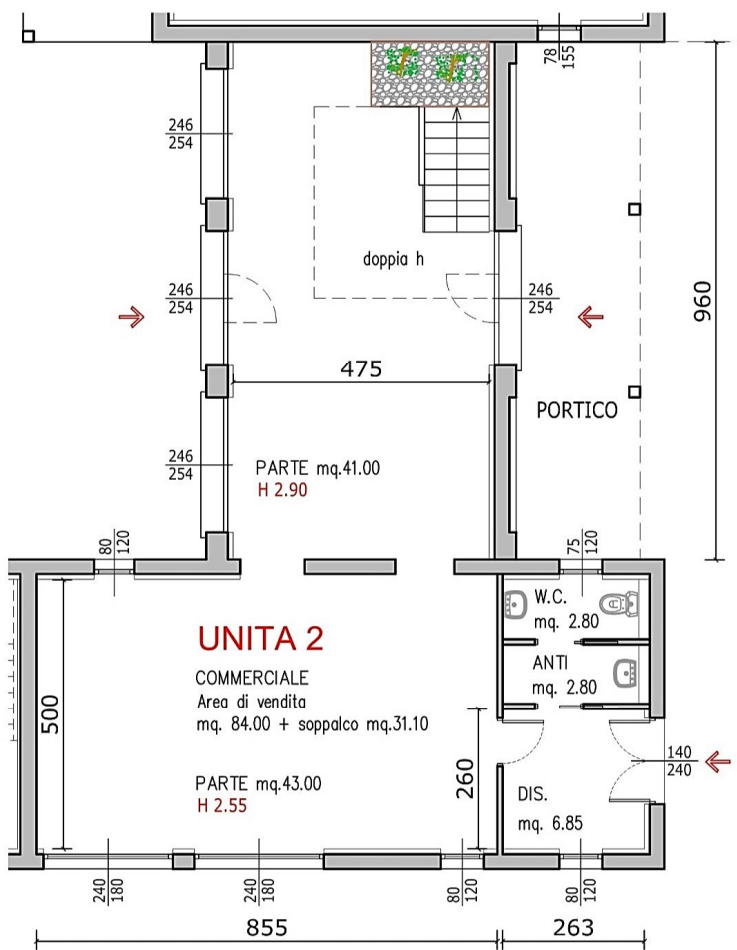 78
155
246
254
doppia h
246
254
246
254
960
475
PORTICO
246
254
PARTE mq.41.00
H 2.90
80
120
75
120
W.C.
mq. 2.80
UNITA 2
ANTI
mq. 2.80
COMMERCIALE
Area di vendita
mq. 84.00 + soppalco mq.31.10
500
140
240
260
PARTE mq.43.00
H 2.55
DIS.
mq. 6.85
240
180
240
180
80
120
80
120
855
263